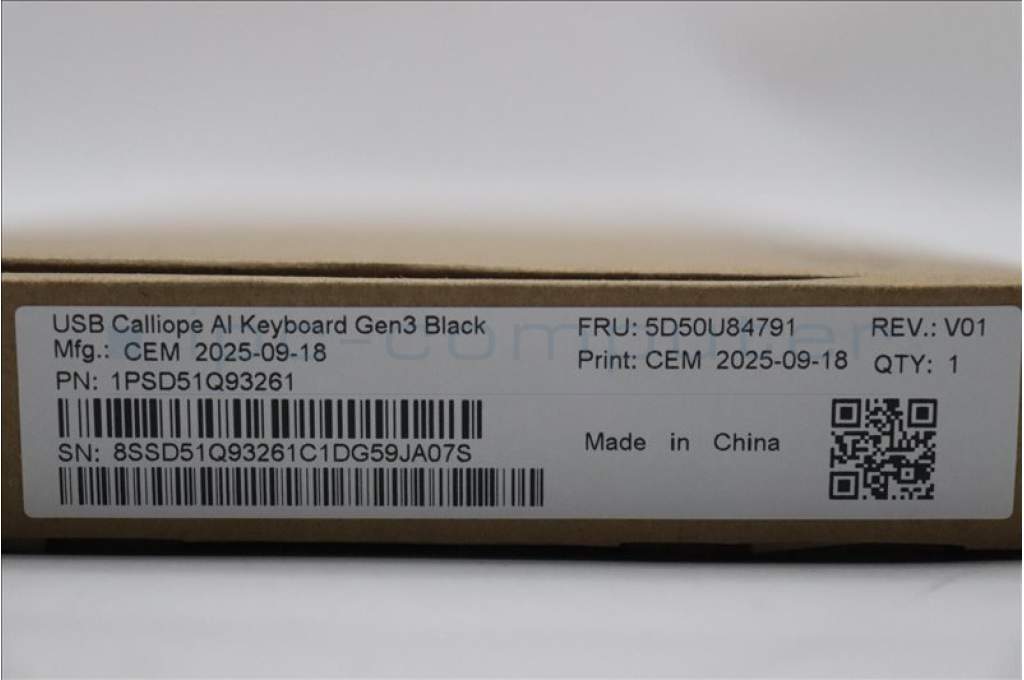 USB Calliope AI Keyboard Gen3 Black
Mfg.: CEM 2025-09-18
PN: 1PSD51Q93261
SN: 8SSD51Q93261C1DG59JA07S
FRU: 5D50U84791
REV.: V01
Print: CEM 2025-09-18
QTY: 1
Made in China